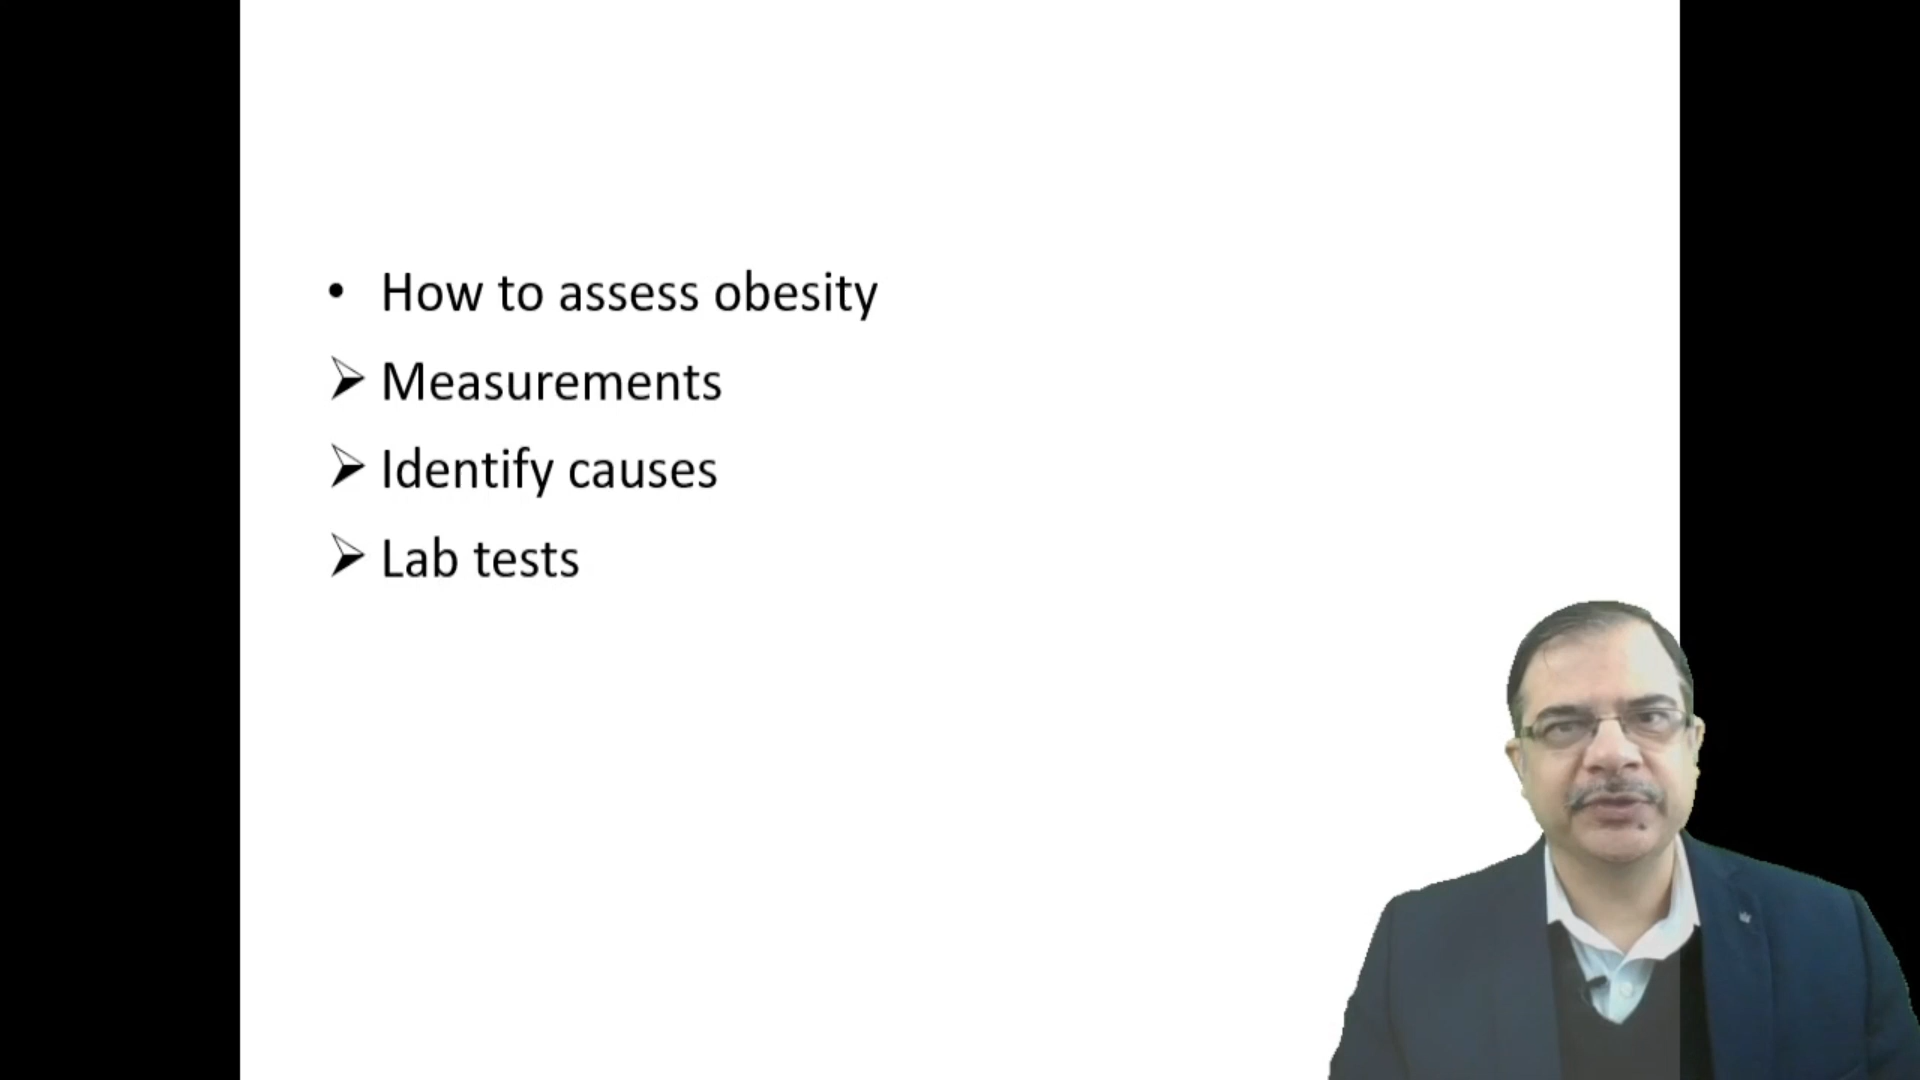 • How to assess obesity
➢ Measurements
➢ Identify causes
➢ Lab tests